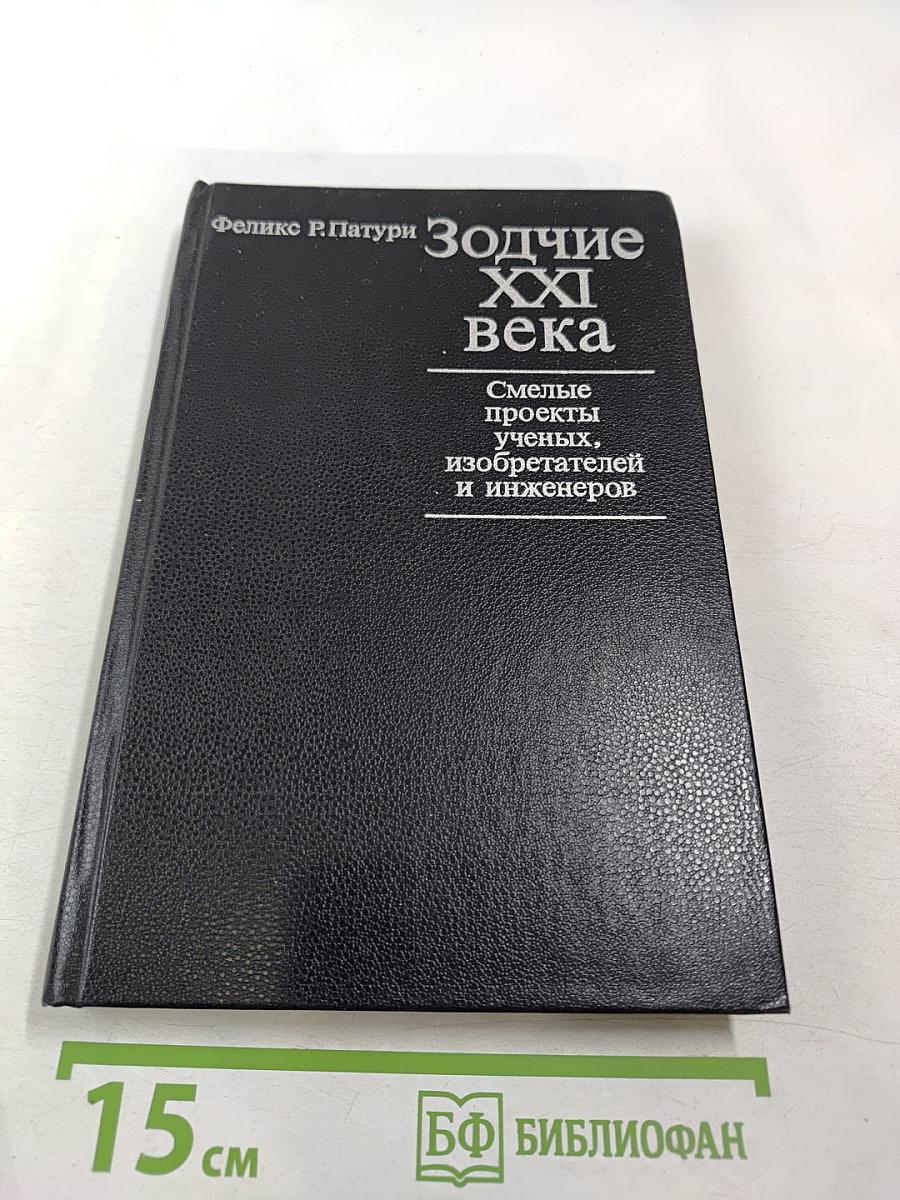 Феликс Р. Патури
Зодчие
XXI
века
Смелые
проекты
ученых,
изобретателей
и инженеров
15 см
БФ БИБЛИОФАН